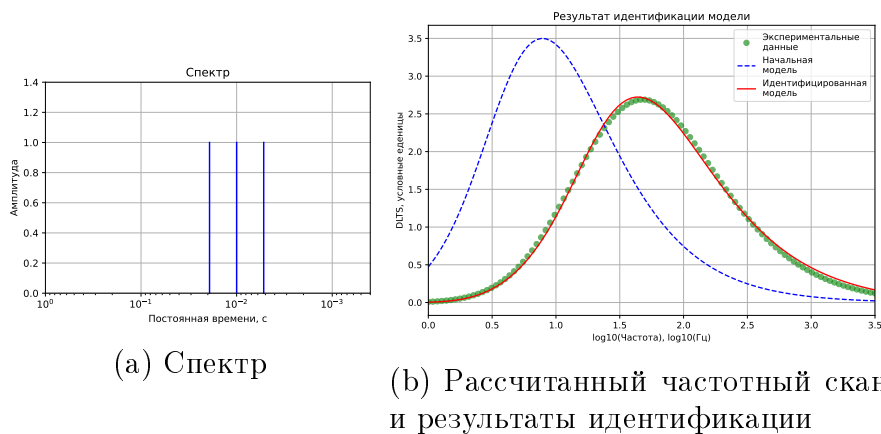 Спектр
Амплитуда
1.4
1.2
1.0
0.8
0.6
0.4
0.2
0.0
10⁰
10⁻¹
10⁻²
10⁻³
Постоянная времени, с
(a) Спектр
Результат идентификации модели
DLTS, условные еденицы
3.5
3.0
2.5
2.0
1.5
1.0
0.5
0.0
Экспериментальные
данные
Начальная
модель
Идентифицированная
модель
0.0
0.5
1.0
1.5
2.0
2.5
3.0
3.5
log10(Частота), log10(Гц)
(b) Рассчитанный частотный скан
и результаты идентификации